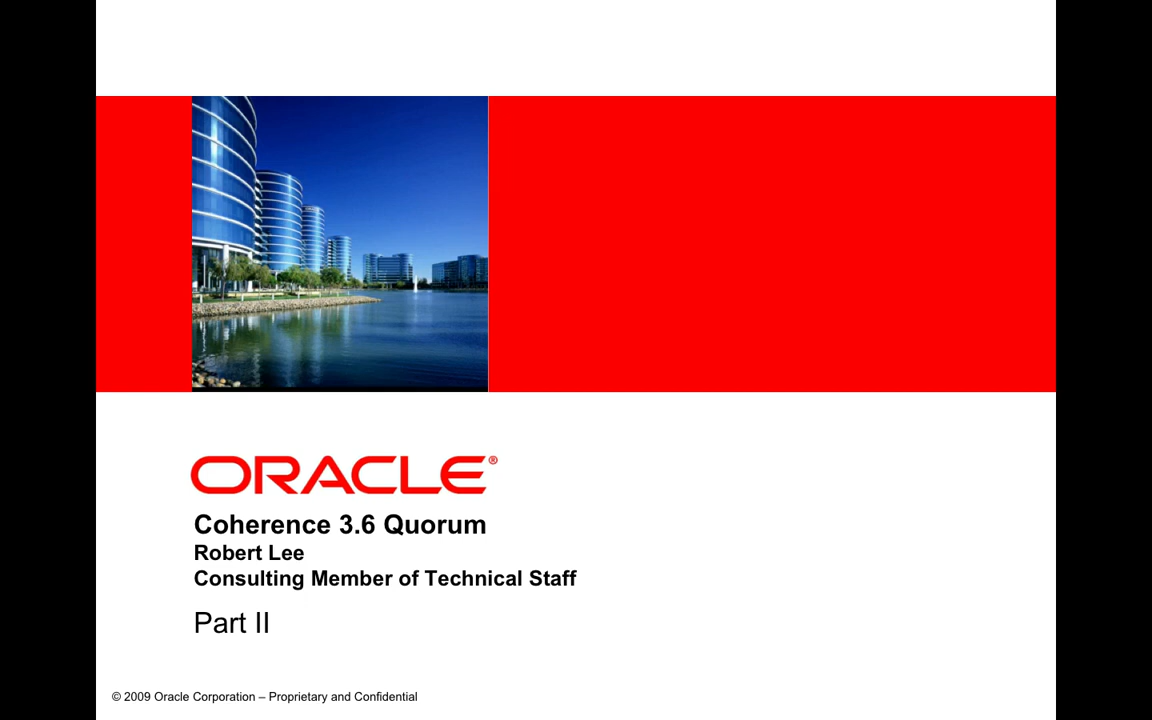 ORACLE®
Coherence 3.6 Quorum
Robert Lee
Consulting Member of Technical Staff
Part II
© 2009 Oracle Corporation – Proprietary and Confidential